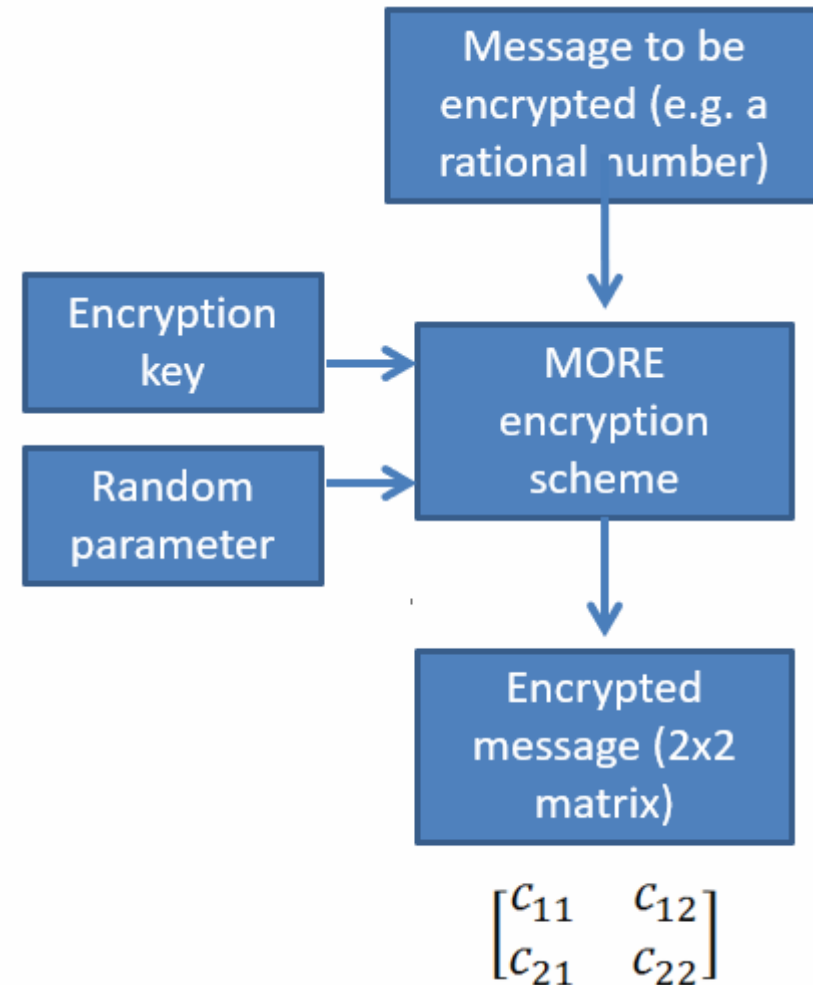 Message to be
encrypted (e.g. a
rational number)
Encryption
key
MORE
encryption
scheme
Random
parameter
Encrypted
message (2x2
matrix)
[c₁₁ c₁₂]
[c₂₁ c₂₂]